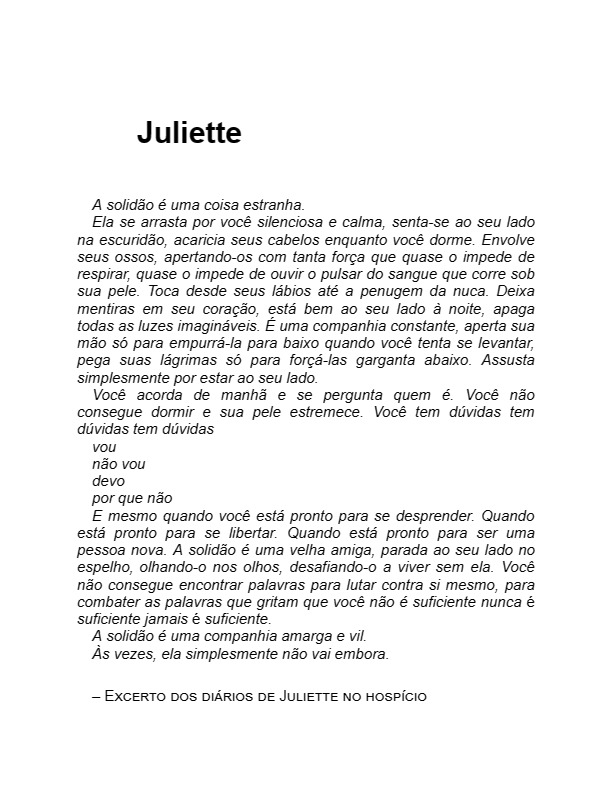 Juliette
A solidão é uma coisa estranha.
Ela se arrasta por você silenciosa e calma, senta-se ao seu lado
na escuridão, acaricia seus cabelos enquanto você dorme. Envolve
seus ossos, apertando-os com tanta força que quase o impede de
respirar, quase o impede de ouvir o pulsar do sangue que corre sob
sua pele. Toca desde seus lábios até a penugem da nuca. Deixa
mentiras em seu coração, está bem ao seu lado à noite, apaga
todas as luzes imagináveis. É uma companhia constante, aperta sua
mão só para empurrá-la para baixo quando você tenta se levantar,
pega suas lágrimas só para forçá-las garganta abaixo. Assusta
simplesmente por estar ao seu lado.
Você acorda de manhã e se pergunta quem é. Você não
consegue dormir e sua pele estremece. Você tem dúvidas tem
dúvidas tem dúvidas
vou
não vou
devo
por que não
E mesmo quando você está pronto para se desprender. Quando
está pronto para se libertar. Quando está pronto para ser uma
pessoa nova. A solidão é uma velha amiga, parada ao seu lado no
espelho, olhando-o nos olhos, desafiando-o a viver sem ela. Você
não consegue encontrar palavras para lutar contra si mesmo, para
combater as palavras que gritam que você não é suficiente nunca é
suficiente jamais é suficiente.
A solidão é uma companhia amarga e vil.
Às vezes, ela simplesmente não vai embora.
– Excerto dos diários de Juliette no hospício